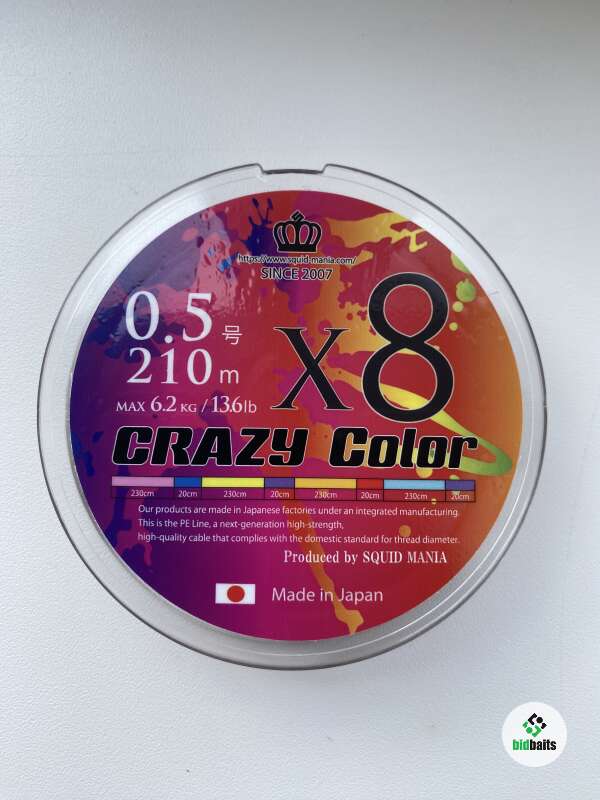 https://www.squid-mania.com/
SINCE 2007
0.5号
210m
MAX 6.2 KG / 13.6lb
X8
CRAZY Color
230cm 20cm 230cm 20cm 230cm 20cm 230cm 20cm
Our products are made in Japanese factories under an integrated manufacturing.
This is the PE Line, a next-generation high-strength,
high-quality cable that complies with the domestic standard for thread diameter.
Produced by SQUID MANIA
Made in Japan
bidbaits